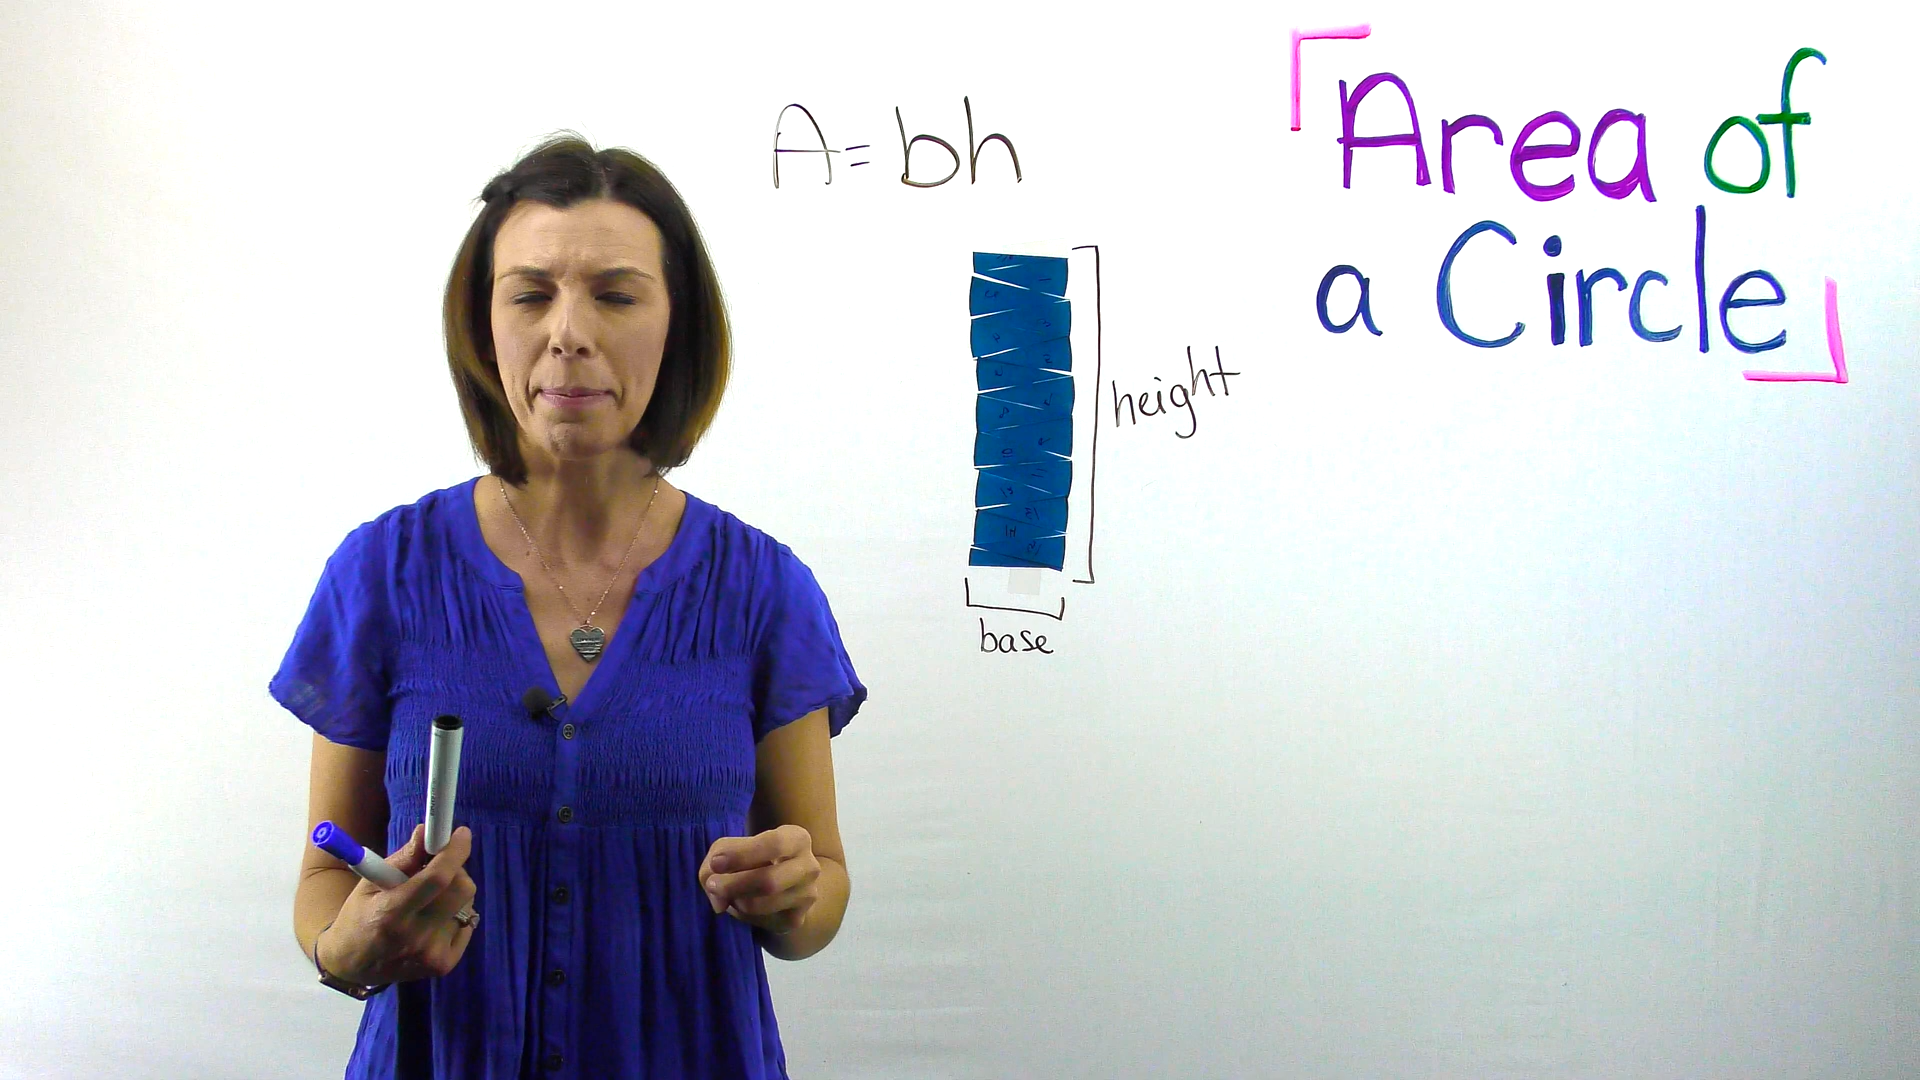 A = bh
Area of
a Circle
height
base